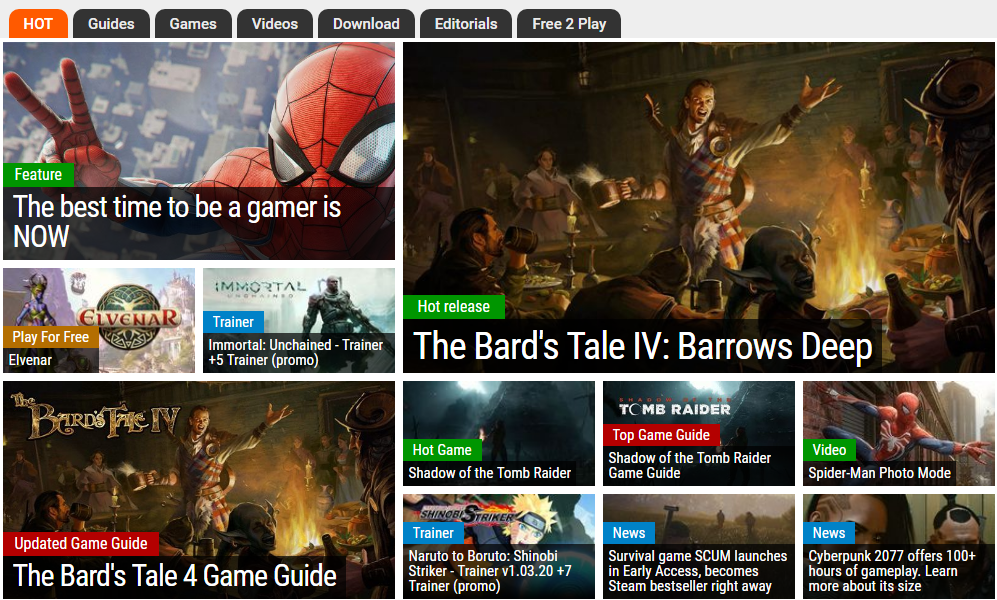 HOT
Guides
Games
Videos
Download
Editorials
Free 2 Play
Feature
The best time to be a gamer is
NOW
Hot release
The Bard's Tale IV: Barrows Deep
ELVENAR
Play For Free
Elvenar
IMMORTAL
UNCHAINED
Trainer
Immortal: Unchained - Trainer
+5 Trainer (promo)
The BARD'S TALE IV
Updated Game Guide
The Bard's Tale 4 Game Guide
Hot Game
Shadow of the Tomb Raider
SHADOW OF THE
TOMB RAIDER
Top Game Guide
Shadow of the Tomb Raider
Game Guide
Video
Spider-Man Photo Mode
SHINOBI STRIKER
Trainer
Naruto to Boruto: Shinobi
Striker - Trainer v1.03.20 +7
Trainer (promo)
News
Survival game SCUM launches
in Early Access, becomes
Steam bestseller right away
News
Cyberpunk 2077 offers 100+
hours of gameplay. Learn
more about its size